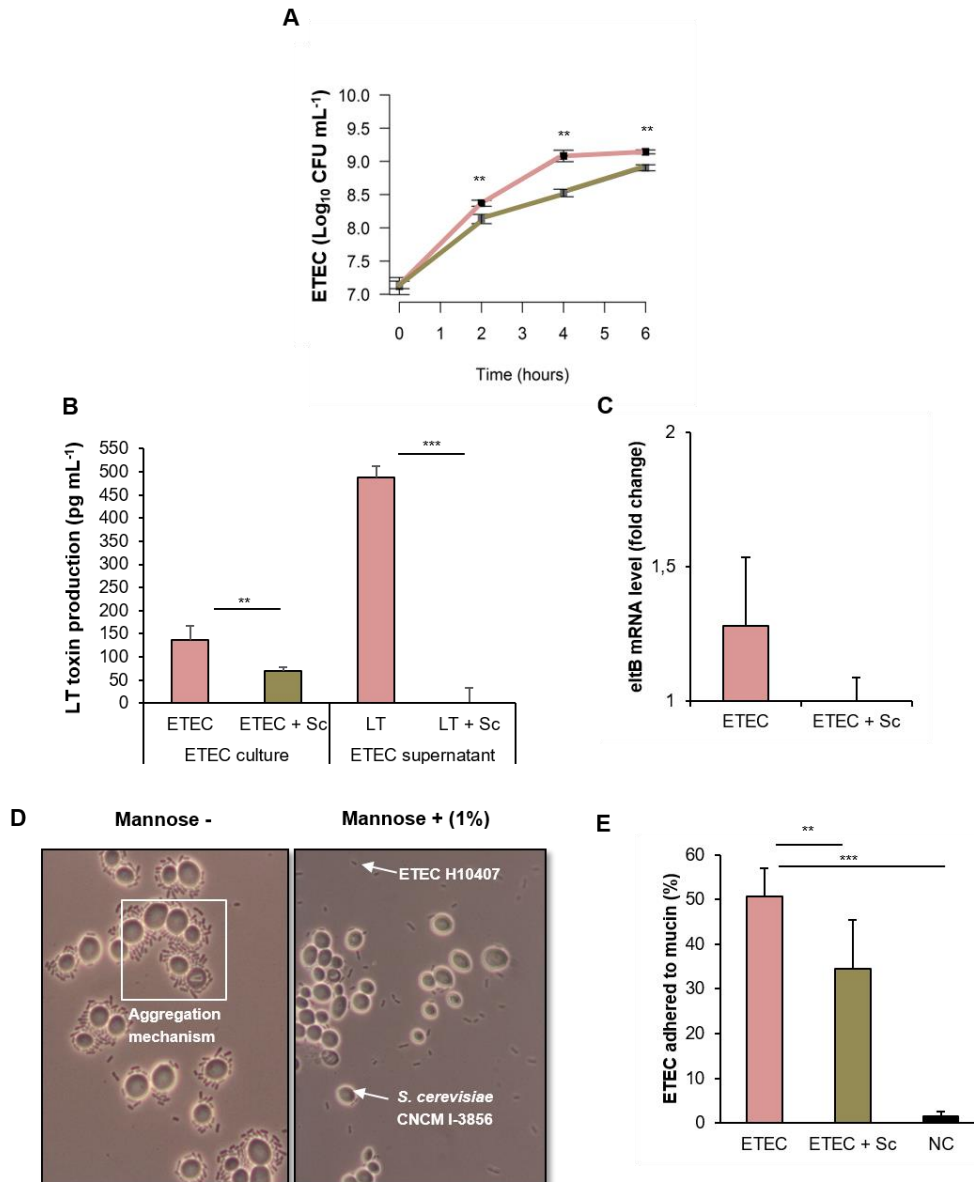 A
ETEC (Log10 CFU mL-1)
10.0
9.5
9.0
8.5
8.0
7.5
7.0
**
**
**
0 1 2 3 4 5 6
Time (hours)
B
LT toxin production (pg mL-1)
550
500
450
400
350
300
250
200
150
100
50
0
**
***
ETEC ETEC + Sc LT LT + Sc
ETEC culture ETEC supernatant
C
eltB mRNA level (fold change)
2
1,5
1
ETEC ETEC + Sc
D
Mannose - Mannose + (1%)
Aggregation
mechanism
ETEC H10407
S. cerevisiae
CNCM I-3856
E
ETEC adhered to mucin (%)
60
50
40
30
20
10
0
**
***
ETEC ETEC + Sc NC